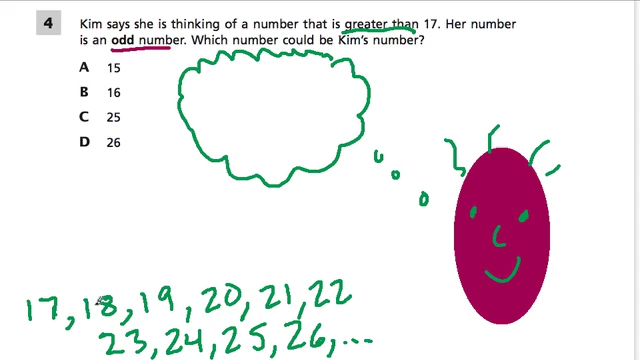 4 Kim says she is thinking of a number that is greater than 17. Her number
is an odd number. Which number could be Kim's number?
A 15
B 16
C 25
D 26
17, 18, 19, 20, 21, 22
23, 24, 25, 26, ...